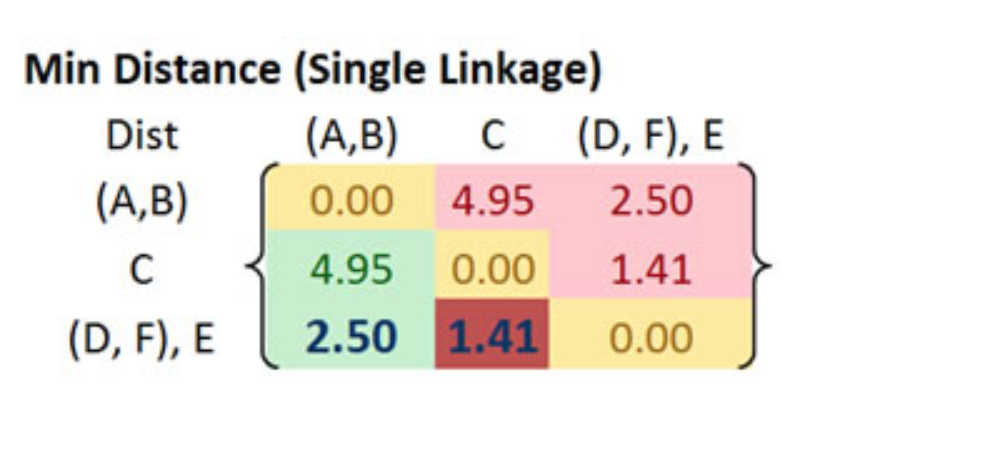 Min Distance (Single Linkage)
Dist (A,B) C (D, F), E
(A,B) 0.00 4.95 2.50
C 4.95 0.00 1.41
(D, F), E 2.50 1.41 0.00